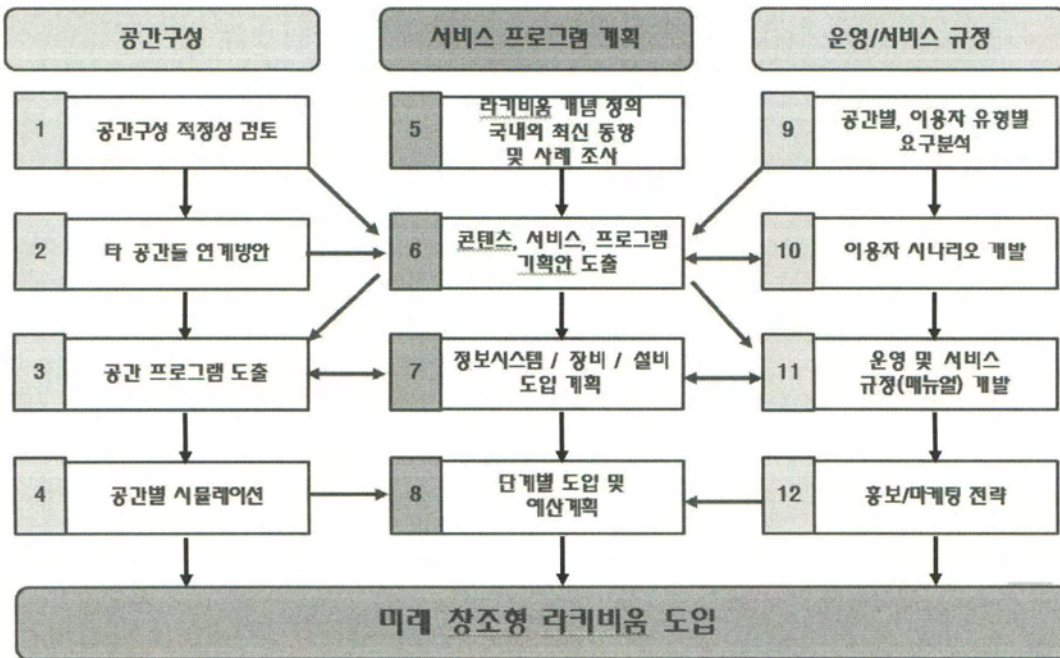 공간구성
서비스 프로그램 계획
운영/서비스 규정
1
공간구성 적정성 검토
5
라키비움 개념 정의
국내외 최신 동향
및 사례 조사
9
공간별, 이용자 유형별
요구분석
2
타 공간들 연계방안
6
콘텐츠, 서비스, 프로그램
기획안 도출
10
이용자 시나리오 개발
3
공간 프로그램 도출
7
정보시스템 / 장비 / 설비
도입 계획
11
운영 및 서비스
규정(매뉴얼) 개발
4
공간별 시뮬레이션
8
단계별 도입 및
예산계획
12
홍보/마케팅 전략
미래 창조형 라키비움 도입